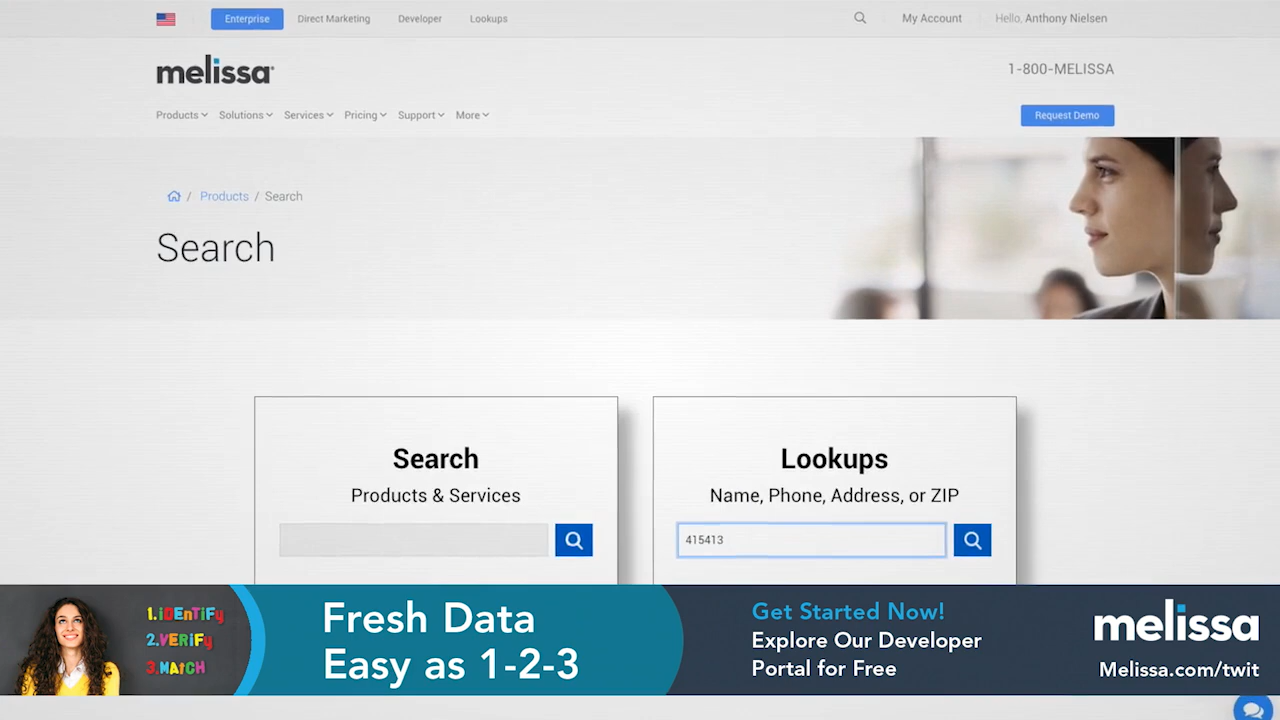 Enterprise Direct Marketing Developer Lookups My Account Hello, Anthony Nielsen
melissa
1-800-MELISSA
Products Solutions Services Pricing Support More
Request Demo
/ Products / Search
Search
Search
Products & Services
Lookups
Name, Phone, Address, or ZIP
415413
1.iDEnTiFy
2.VERiFy
3.MAtCH
Fresh Data
Easy as 1-2-3
Get Started Now!
Explore Our Developer
Portal for Free
melissa
Melissa.com/twit